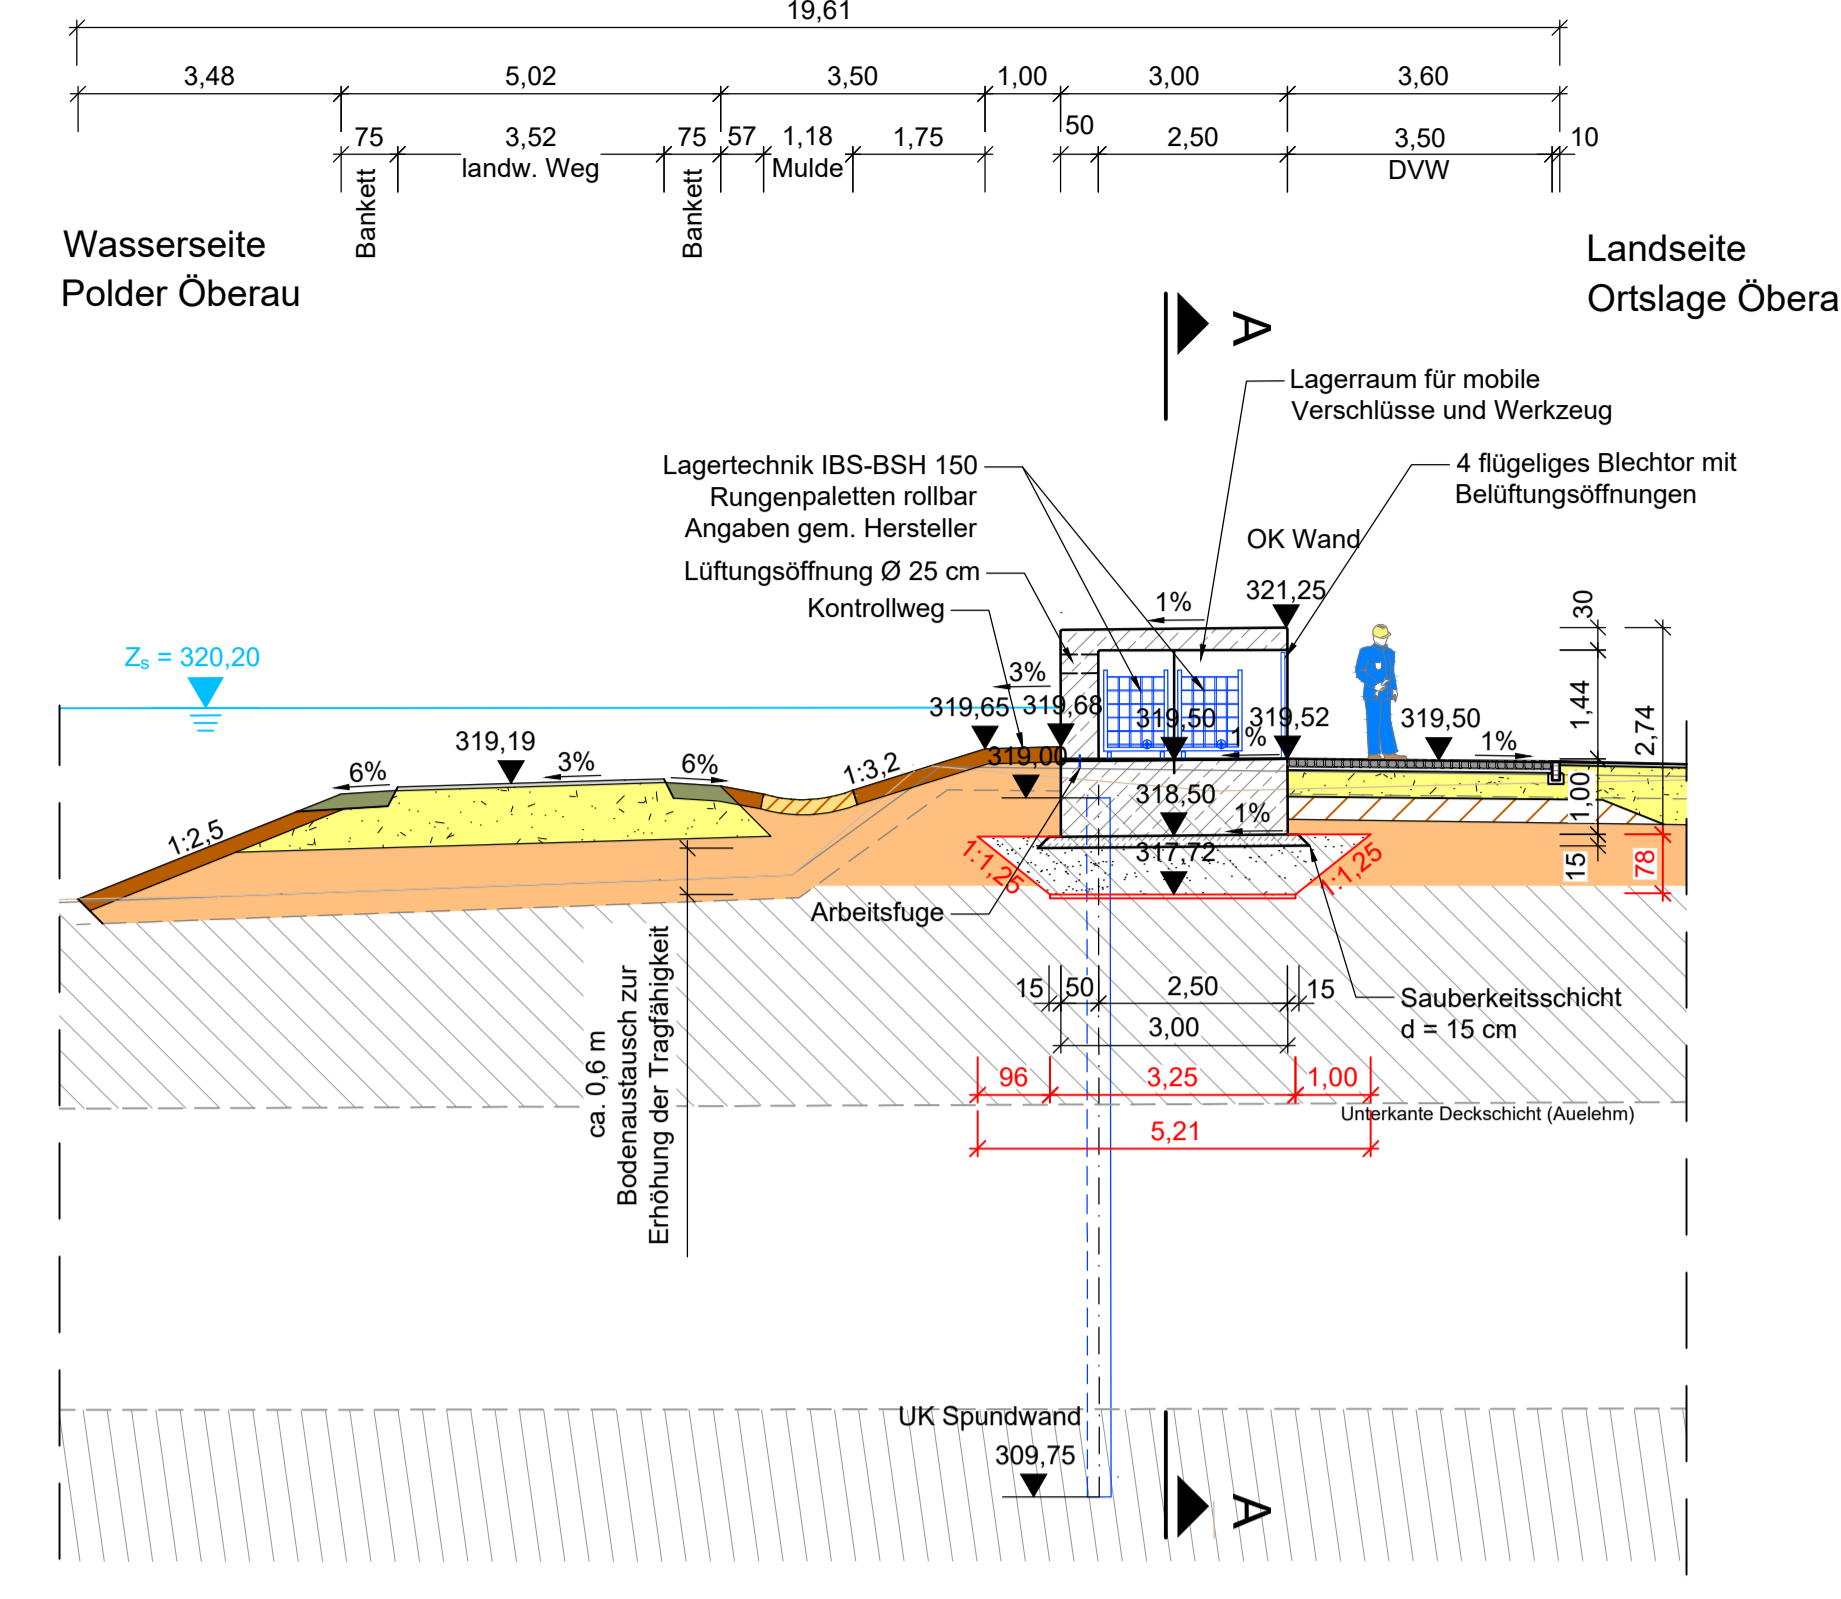 19,61
3,48
5,02
3,50
1,00
3,00
3,60
75
3,52
75
57
1,18
1,75
50
2,50
3,50
10
landw. Weg
Mulde
DVW
Bankett
Bankett
Wasserseite
Polder Öberau
Landseite
Ortslage Öbera
A
Lagerraum für mobile
Verschlüsse und Werkzeug
Lagertechnik IBS-BSH 150
Rungenpaletten rollbar
Angaben gem. Hersteller
4 flügeliges Blechtor mit
Belüftungsöffnungen
OK Wand
321,25
Lüftungsöffnung Ø 25 cm
Kontrollweg
1%
30
Zₛ = 320,20
3%
319,65
319,68
319,50
319,52
319,50
1,44
2,74
319,19
3%
6%
6%
1:3,2
319,00
1%
1%
1:2,5
318,50
1%
1,00
317,72
1:1,25
1:1,25
15
78
Arbeitsfuge
ca. 0,6 m
Bodenaustausch zur
Erhöhung der Tragfähigkeit
15
50
2,50
15
3,00
Sauberkeitsschicht
d = 15 cm
96
3,25
1,00
5,21
Unterkante Deckschicht (Auelehm)
UK Spundwand
309,75
A